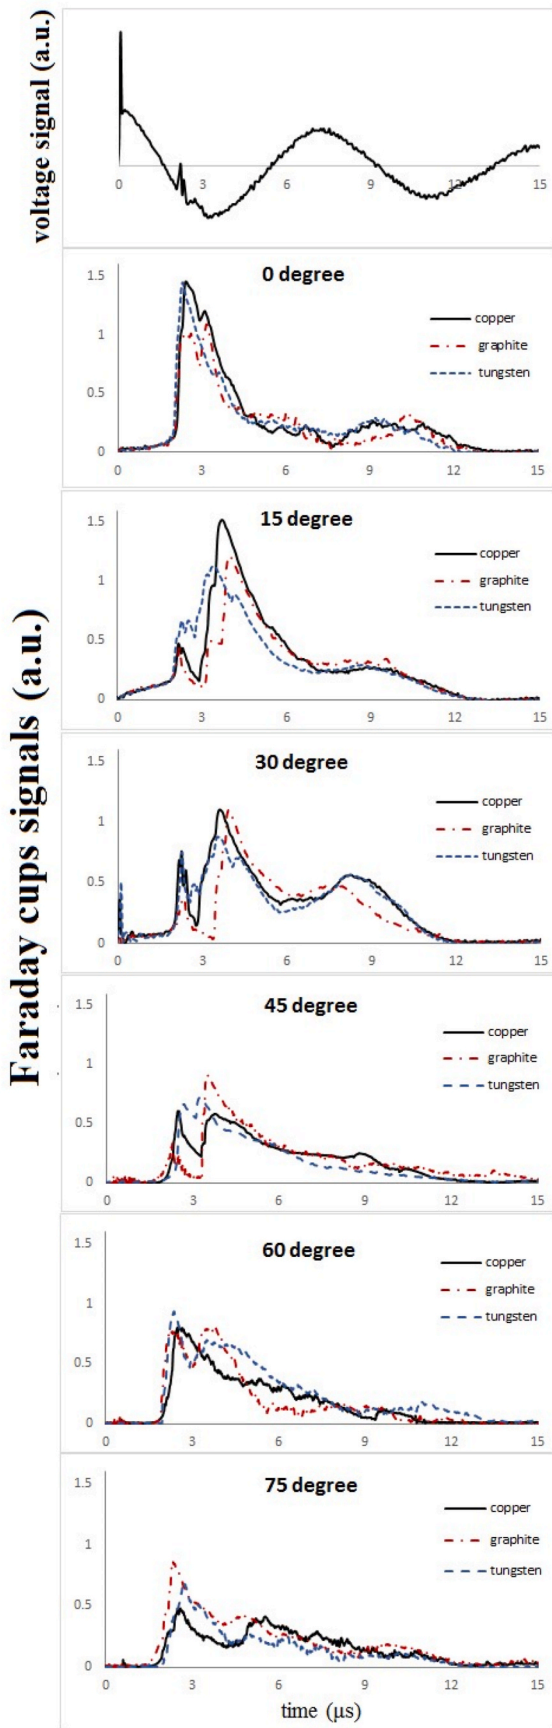 voltage signal (a.u.)
0 3 6 9 12 15
Faraday cups signals (a.u.)
0 degree
1.5
1
0.5
0
copper
graphite
tungsten
0 3 6 9 12 15
15 degree
1.5
1
0.5
0
copper
graphite
tungsten
0 3 6 9 12 15
30 degree
1.5
1
0.5
0
copper
graphite
tungsten
0 3 6 9 12 15
45 degree
1.5
1
0.5
0
copper
graphite
tungsten
0 3 6 9 12 15
60 degree
1.5
1
0.5
0
copper
graphite
tungsten
0 3 6 9 12 15
75 degree
1.5
1
0.5
0
copper
graphite
tungsten
0 3 6 9 12 15
time (μs)